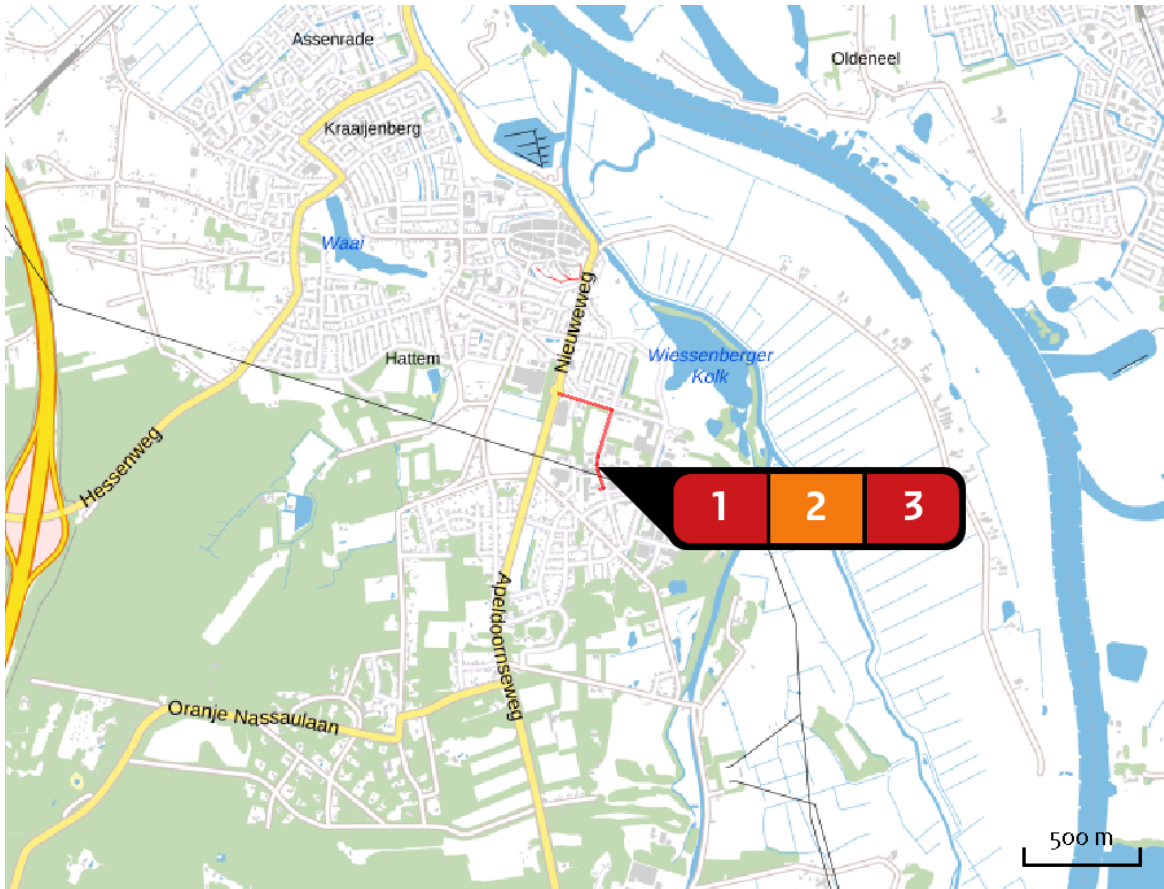 Assenrade
Oldeneel
Kraaijenberg
Waai
Nieuweweg
Hattem
Wiessenberger
Kolk
Hessenweg
1 2 3
Apeldoornseweg
Oranje Nassaulaan
500 m